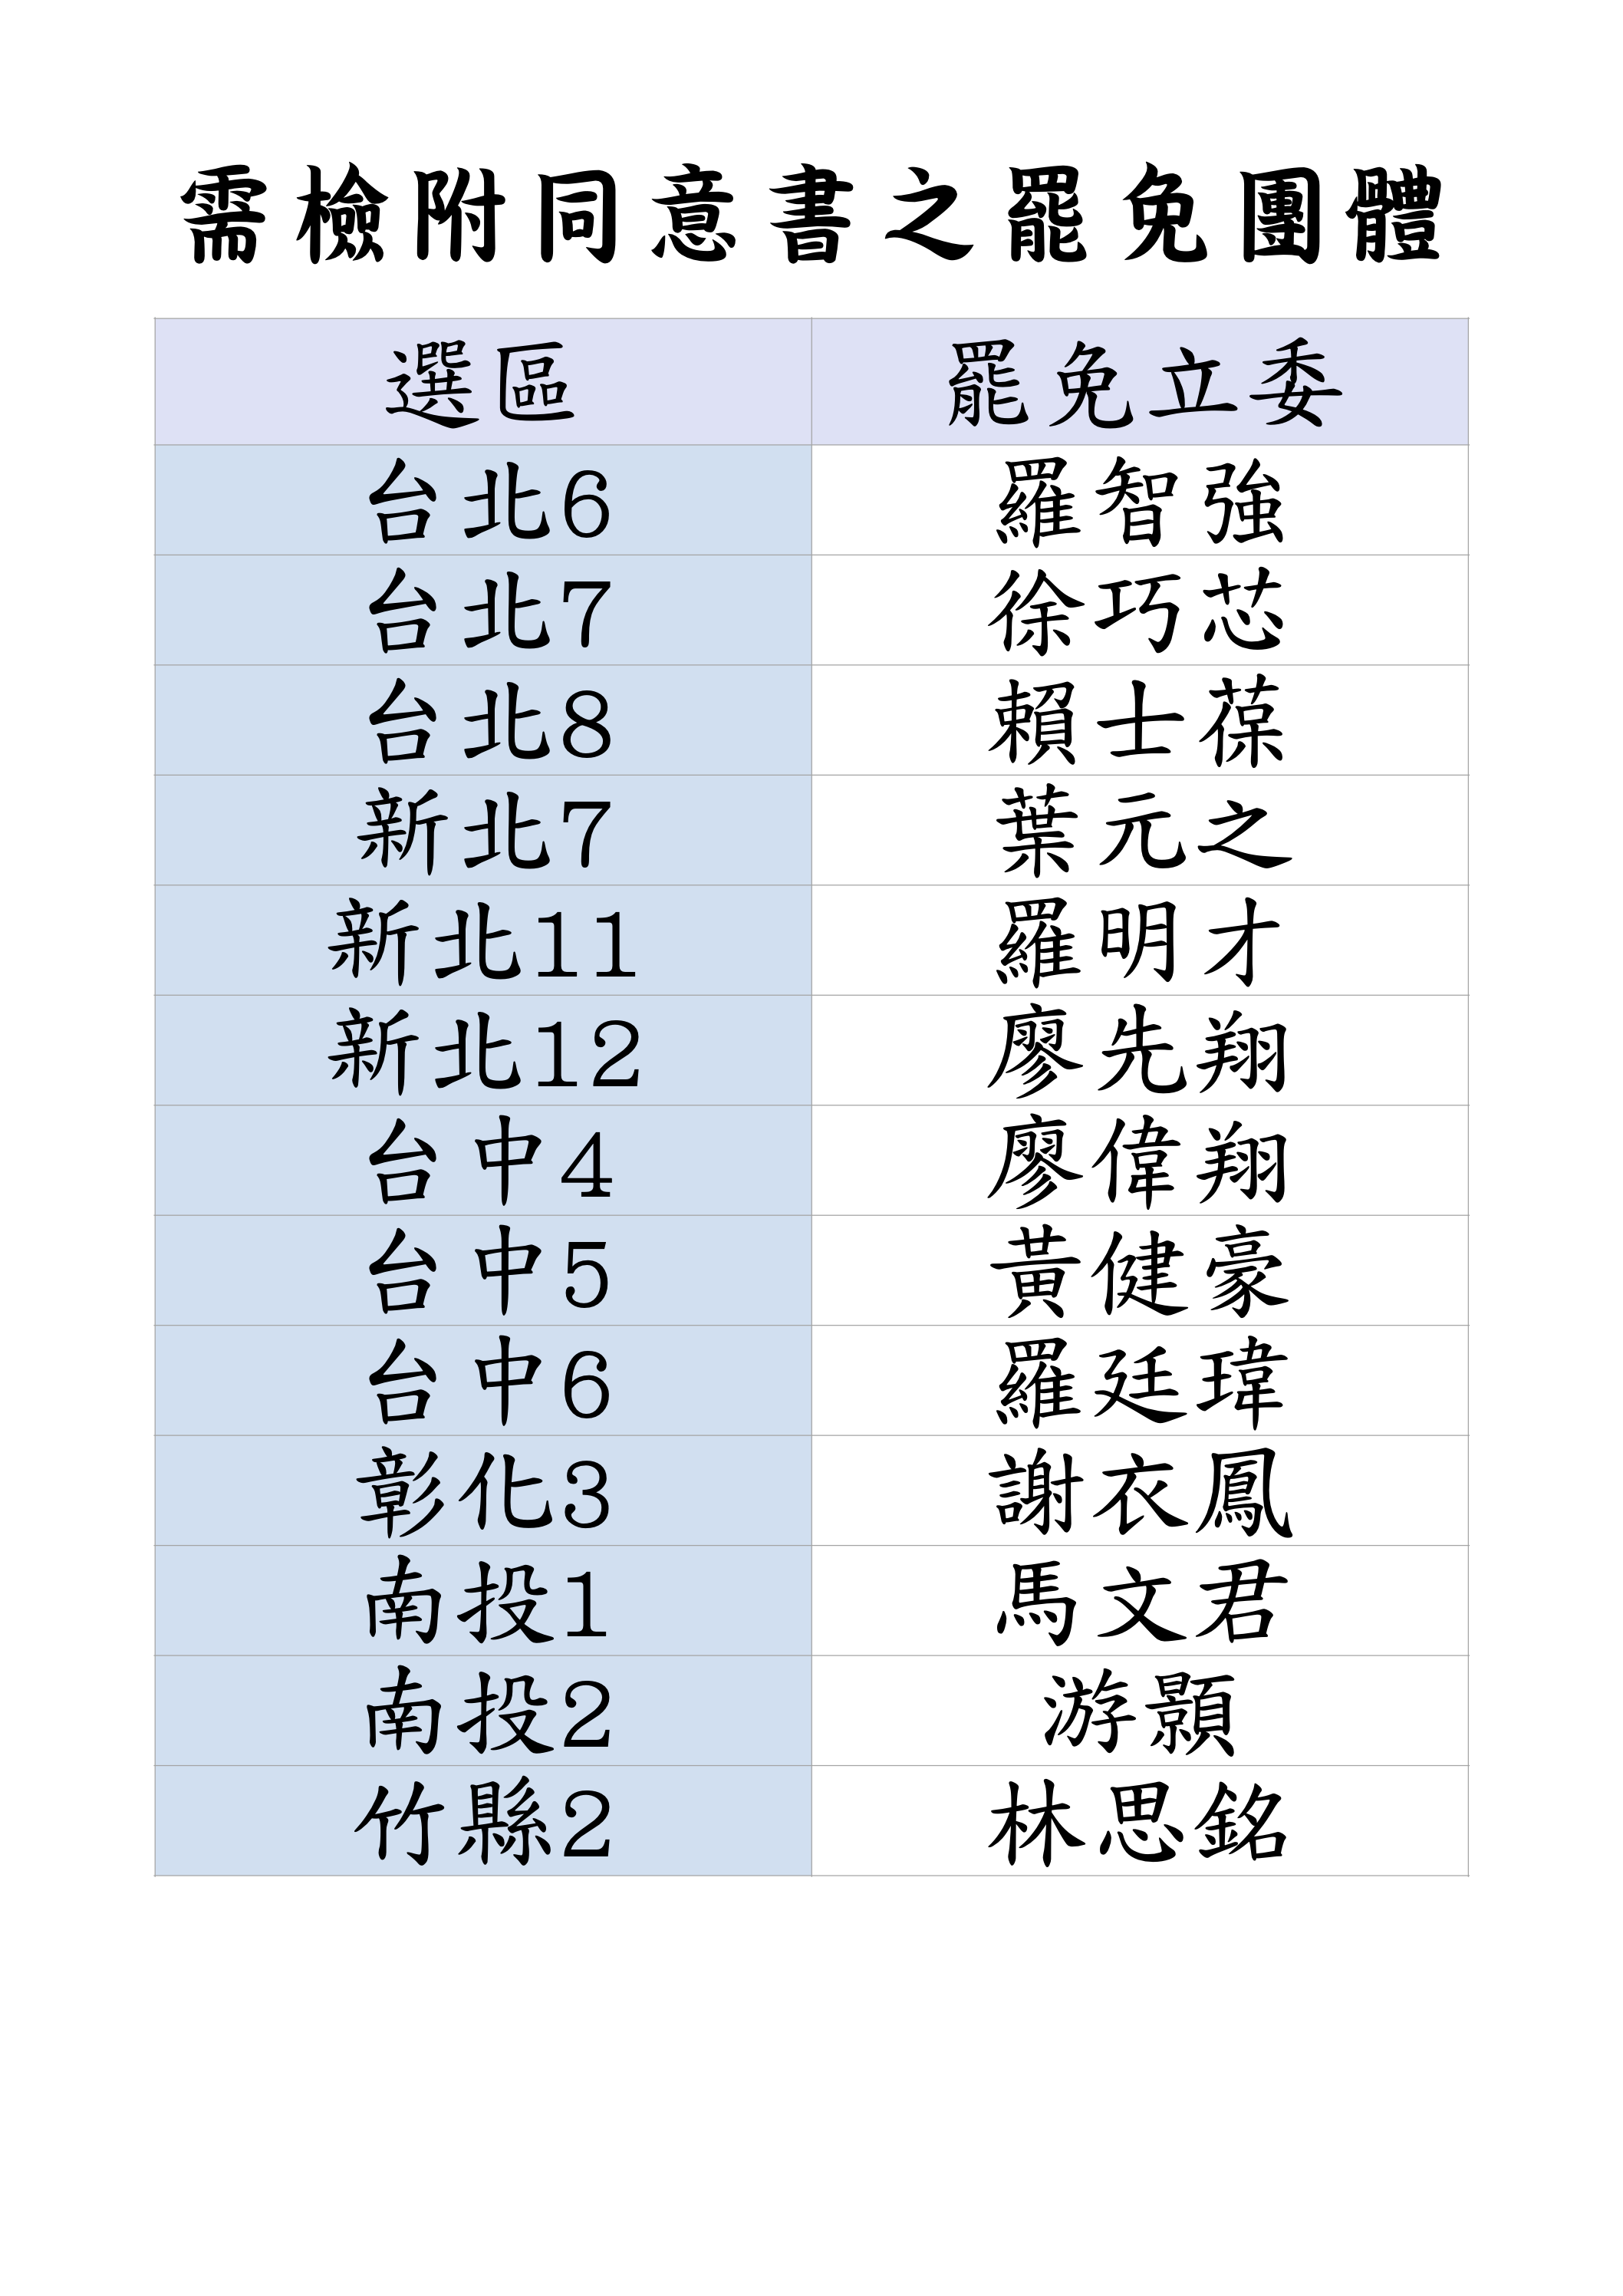 需檢附同意書之罷免團體
選區 罷免立委
台北6 羅智強
台北7 徐巧芯
台北8 賴士葆
新北7 葉元之
新北11 羅明才
新北12 廖先翔
台中4 廖偉翔
台中5 黃健豪
台中6 羅廷瑋
彰化3 謝衣鳳
南投1 馬文君
南投2 游顥
竹縣2 林思銘